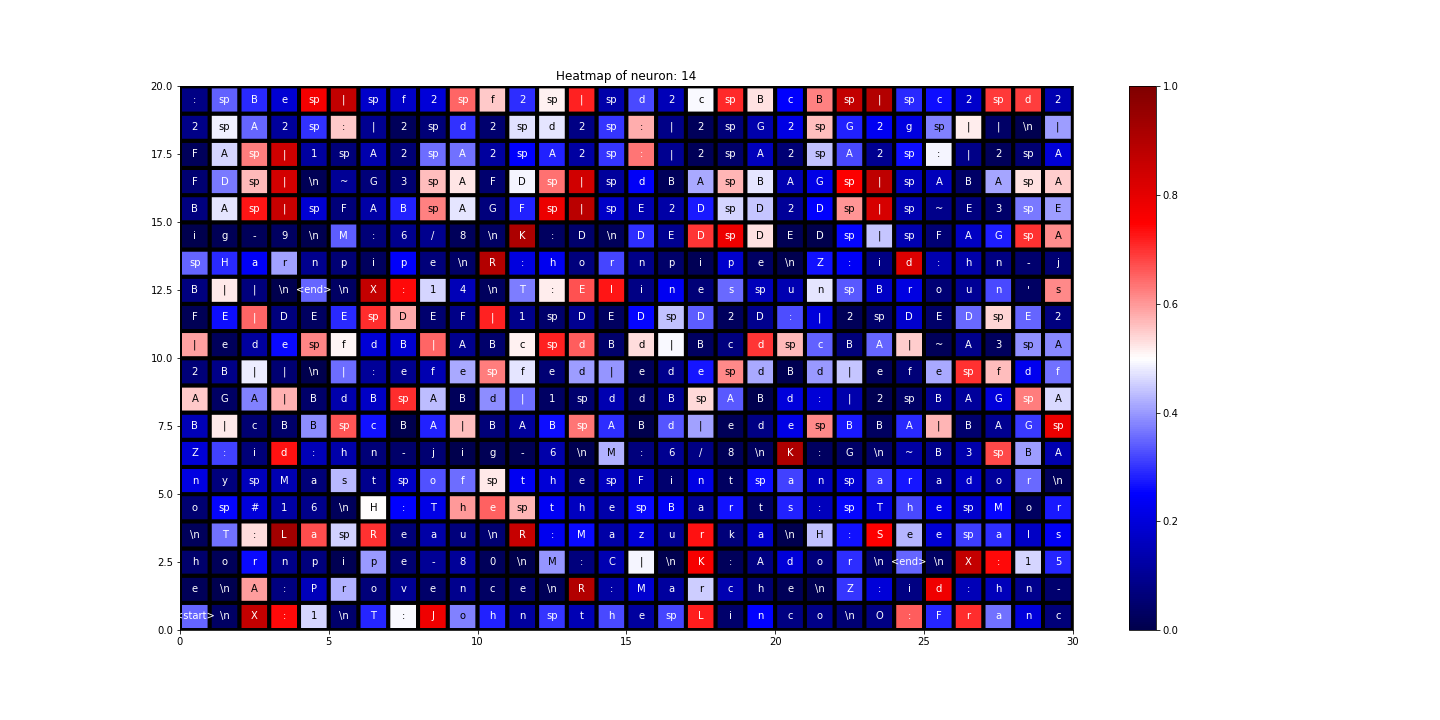 Heatmap of neuron: 14
20.0
17.5
15.0
12.5
10.0
7.5
5.0
2.5
0.0
: sp B e sp | sp f 2 sp f 2 sp | sp d 2 c sp B c B sp | sp c 2 sp d 2
2 sp A 2 sp : | 2 sp d 2 sp d 2 sp : | 2 sp G 2 sp G 2 g sp | | \n |
F A sp | 1 sp A 2 sp A 2 sp A 2 sp : | 2 sp A 2 sp A 2 sp : | 2 sp A
F D sp | \n ~ G 3 sp A F D sp | sp d B A sp B A G sp | sp A B A sp A
B A sp | sp F A B sp A G F sp | sp E 2 D sp D 2 D sp | sp ~ E 3 sp E
i g - 9 \n M : 6 / 8 \n K : D \n D E D sp D E D sp | sp F A G sp A
sp H a r n p i p e \n R : h o r n p i p e \n Z : i d : h n - j
B | | \n <end> \n X : 1 4 \n T : E l i n e s sp u n sp B r o u n ' s
F E | D E E sp D E F | 1 sp D E D sp D 2 D : | 2 sp D E D sp E 2
| e d e sp f d B | A B c sp d B d | B c d sp c B A | ~ A 3 sp A
2 B | | \n | : e f e sp f e d | e d e sp d B d | e f e sp f d f
A G A | B d B sp A B d | 1 sp d d B sp A B d : | 2 sp B A G sp A
B | c B B sp c B A | B A B sp A B d | e d e sp B B A | B A G sp
Z : i d : h n - j i g - 6 \n M : 6 / 8 \n K : G \n ~ B 3 sp B A
n y sp M a s t sp o f sp t h e sp F i n t sp a n sp a r a d o r \n
o sp # 1 6 \n H : T h e sp t h e sp B a r t s : sp T h e sp M o r
\n T : L a sp R e a u \n R : M a z u r k a \n H : S e e sp a l s
h o r n p i p e - 8 0 \n M : C | \n K : A d o r \n <end> \n X : 1 5
e \n A : P r o v e n c e \n R : M a r c h e \n Z : i d : h n -
<start> \n X : 1 \n T : J o h n sp t h e sp L i n c o \n O : F r a n c
0 5 10 15 20 25 30
1.0
0.8
0.6
0.4
0.2
0.0